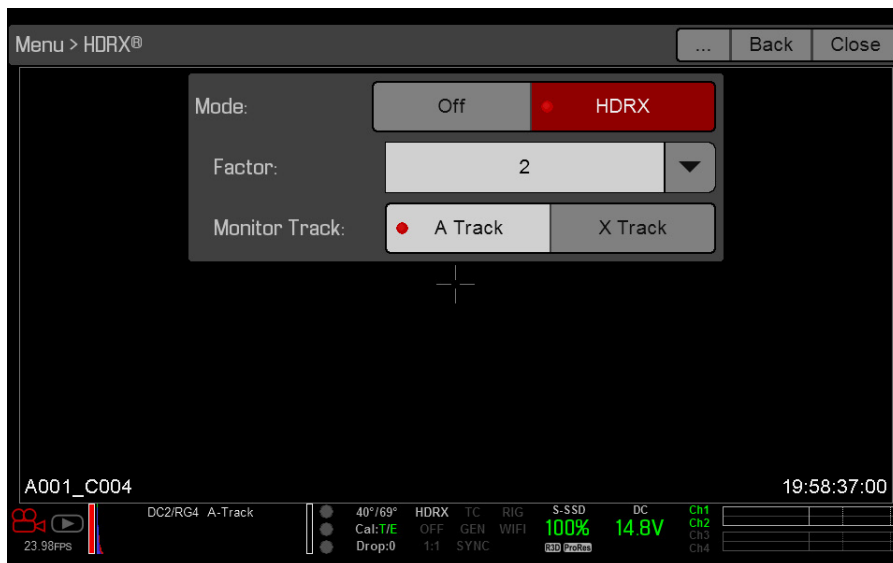 Menu > HDRX® ... Back Close
Mode: Off HDRX
Factor: 2
Monitor Track: A Track X Track
A001_C004 19:58:37:00
DC2/RG4 A-Track 40°/69° HDRX TC RIG S-SSD DC Ch1
Cal:T/E OFF GEN WIFI 100% 14.8V Ch2
23.98FPS Drop:0 1:1 SYNC R3D ProRes Ch3
Ch4